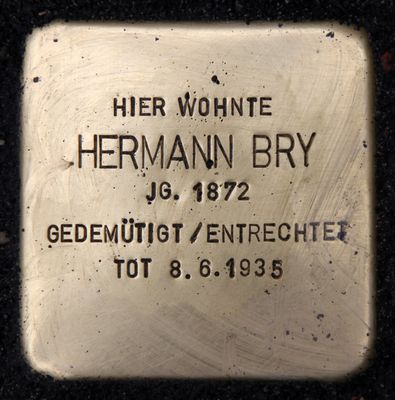 HIER WOHNTE
HERMANN BRY
JG. 1872
GEDEMÜTIGT/ENTRECHTET
TOT 8.6.1935